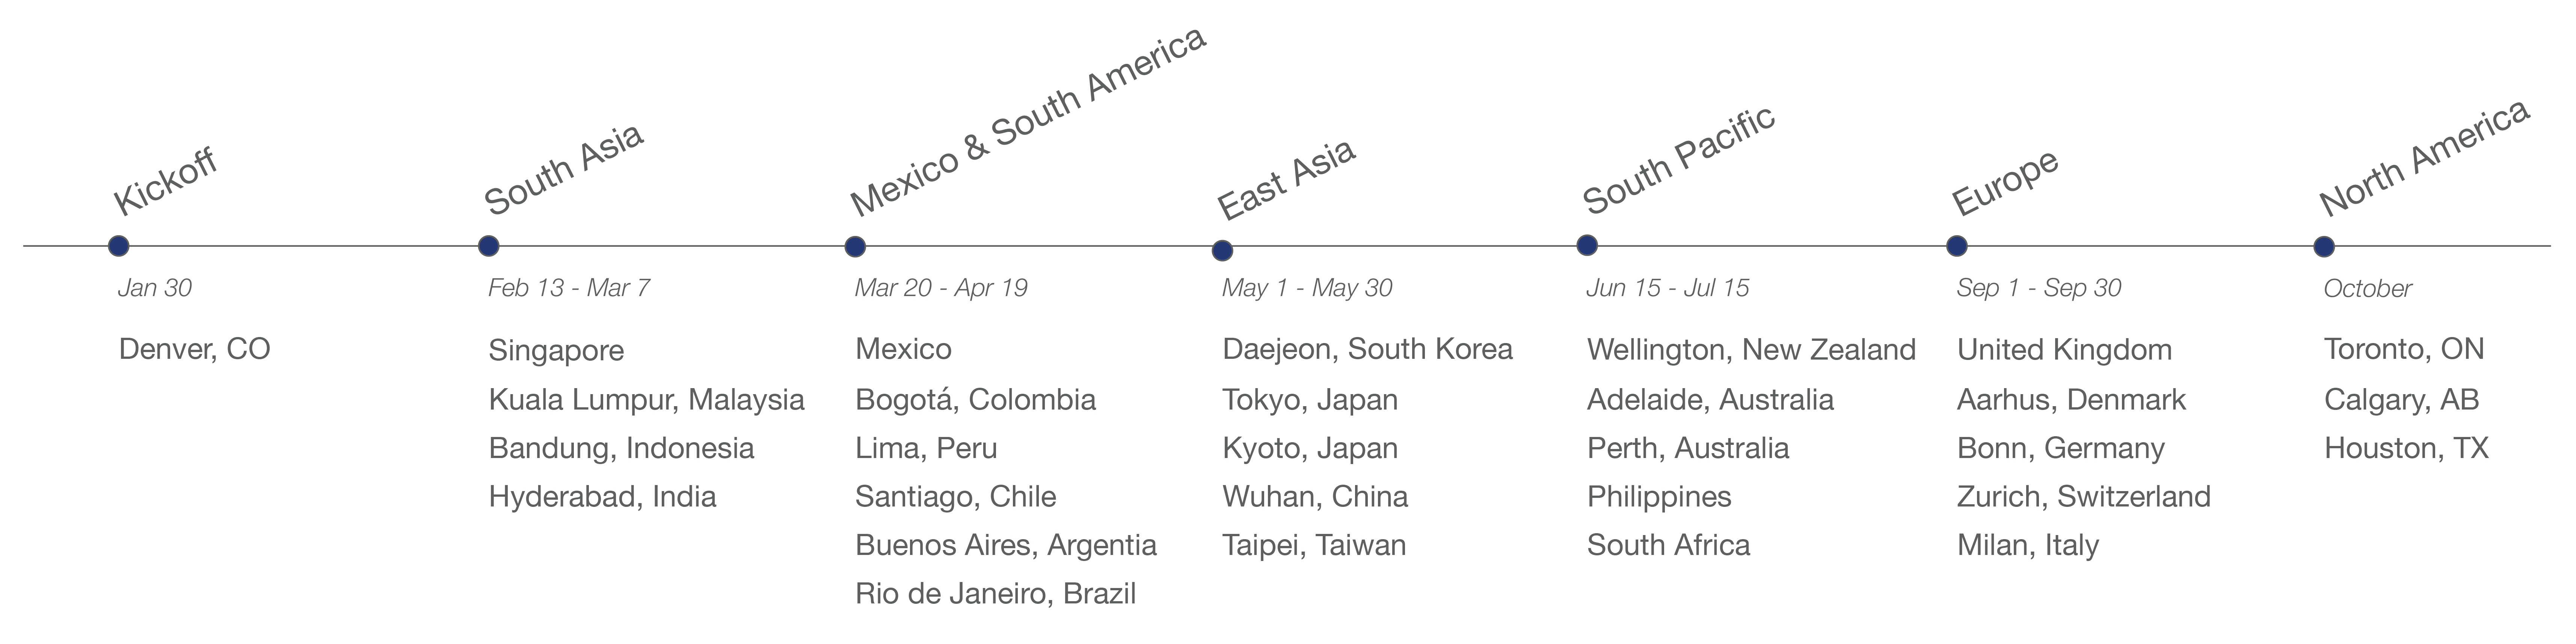 Kickoff
Jan 30
Denver, CO
South Asia
Feb 13 - Mar 7
Singapore
Kuala Lumpur, Malaysia
Bandung, Indonesia
Hyderabad, India
Mexico & South America
Mar 20 - Apr 19
Mexico
Bogotá, Colombia
Lima, Peru
Santiago, Chile
Buenos Aires, Argentia
Rio de Janeiro, Brazil
East Asia
May 1 - May 30
Daejeon, South Korea
Tokyo, Japan
Kyoto, Japan
Wuhan, China
Taipei, Taiwan
South Pacific
Jun 15 - Jul 15
Wellington, New Zealand
Adelaide, Australia
Perth, Australia
Philippines
South Africa
Europe
Sep 1 - Sep 30
United Kingdom
Aarhus, Denmark
Bonn, Germany
Zurich, Switzerland
Milan, Italy
North America
October
Toronto, ON
Calgary, AB
Houston, TX